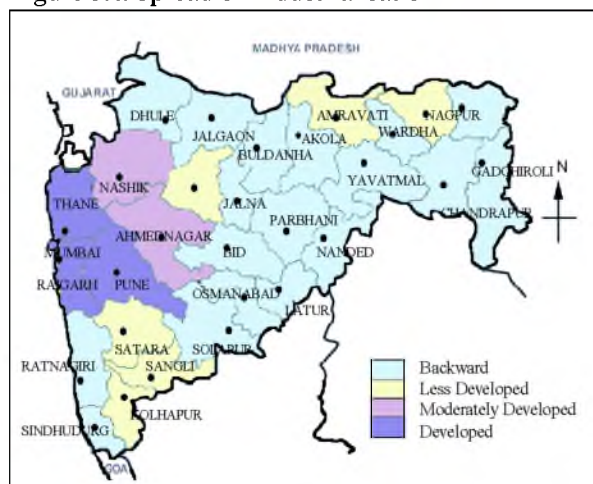 MADHYA PRADESH
GUJARAT
DHULE
JALGAON
BULDANHA
AKOLA
AMRAVATI
WARDHA
NAGPUR
GADCHIROLI
NASHIK
YAVATMAL
CHANDRAPUR
N
THANE
JALNA
PARBHANI
AHMEDNAGAR
MUMBAI
BID
NANDED
RAIGARH
PUNE
OSMANABAD
LATUR
SATARA
SOLAPUR
SANGLI
RATNAGIRI
KOLHAPUR
SINDHUDURG
GOA
Backward
Less Developed
Moderately Developed
Developed